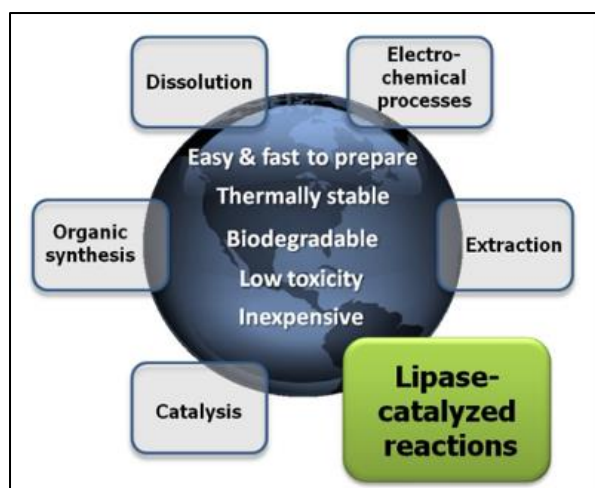 Dissolution
Electro-
chemical
processes
Easy & fast to prepare
Thermally stable
Biodegradable
Low toxicity
Inexpensive
Organic
synthesis
Extraction
Catalysis
Lipase-
catalyzed
reactions